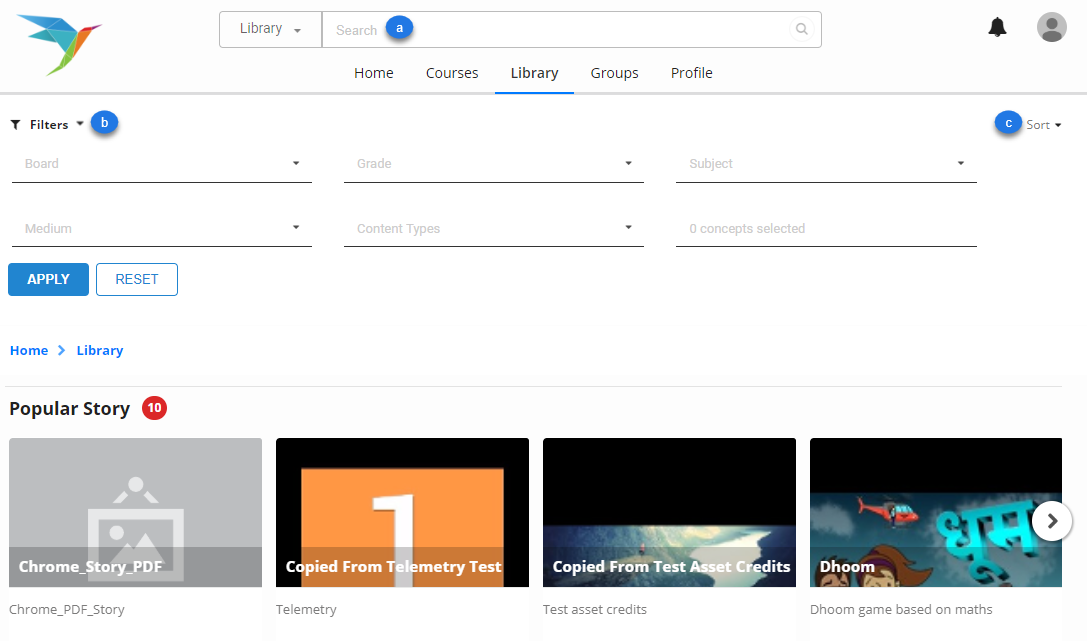 Library
Search
a
Home
Courses
Library
Groups
Profile
Filters
b
c
Sort
Board
Grade
Subject
Medium
Content Types
0 concepts selected
APPLY
RESET
Home
Library
Popular Story
10
1
धूम
Chrome_Story_PDF
Copied From Telemetry Test
Copied From Test Asset Credits
Dhoom
Chrome_PDF_Story
Telemetry
Test asset credits
Dhoom game based on maths